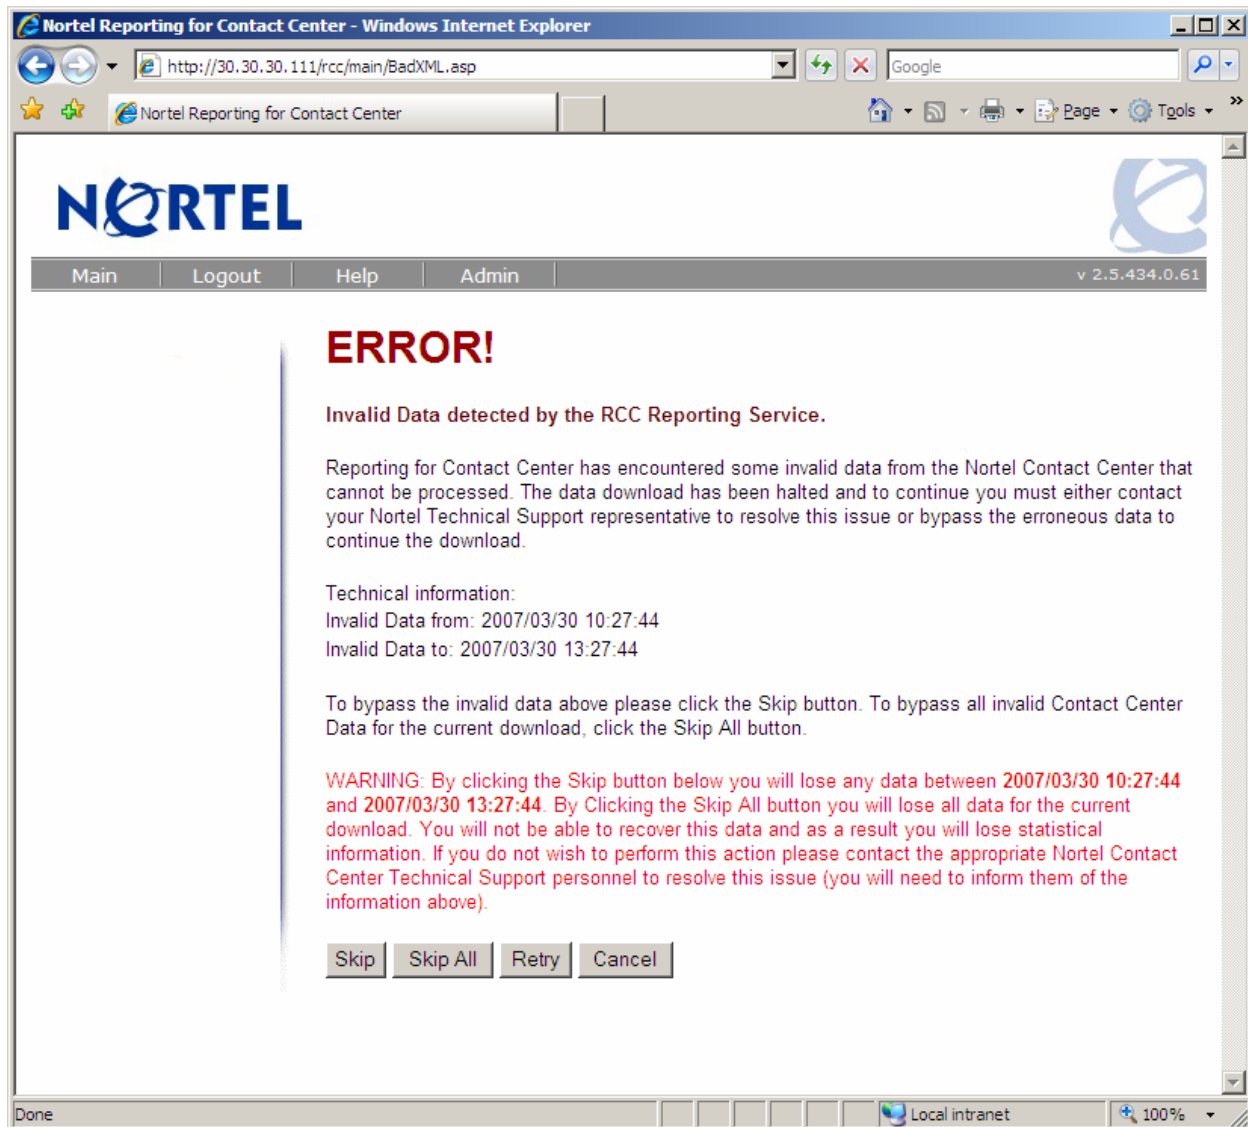 Nortel Reporting for Contact Center - Windows Internet Explorer
http://30.30.30.111/rcc/main/BadXML.asp
Google
Nortel Reporting for Contact Center
Page
Tools
NORTEL
Main
Logout
Help
Admin
v 2.5.434.0.61
ERROR!
Invalid Data detected by the RCC Reporting Service.
Reporting for Contact Center has encountered some invalid data from the Nortel Contact Center that
cannot be processed. The data download has been halted and to continue you must either contact
your Nortel Technical Support representative to resolve this issue or bypass the erroneous data to
continue the download.
Technical information:
Invalid Data from: 2007/03/30 10:27:44
Invalid Data to: 2007/03/30 13:27:44
To bypass the invalid data above please click the Skip button. To bypass all invalid Contact Center
Data for the current download, click the Skip All button.
WARNING: By clicking the Skip button below you will lose any data between 2007/03/30 10:27:44
and 2007/03/30 13:27:44. By Clicking the Skip All button you will lose all data for the current
download. You will not be able to recover this data and as a result you will lose statistical
information. If you do not wish to perform this action please contact the appropriate Nortel Contact
Center Technical Support personnel to resolve this issue (you will need to inform them of the
information above).
Skip
Skip All
Retry
Cancel
Done
Local intranet
100%